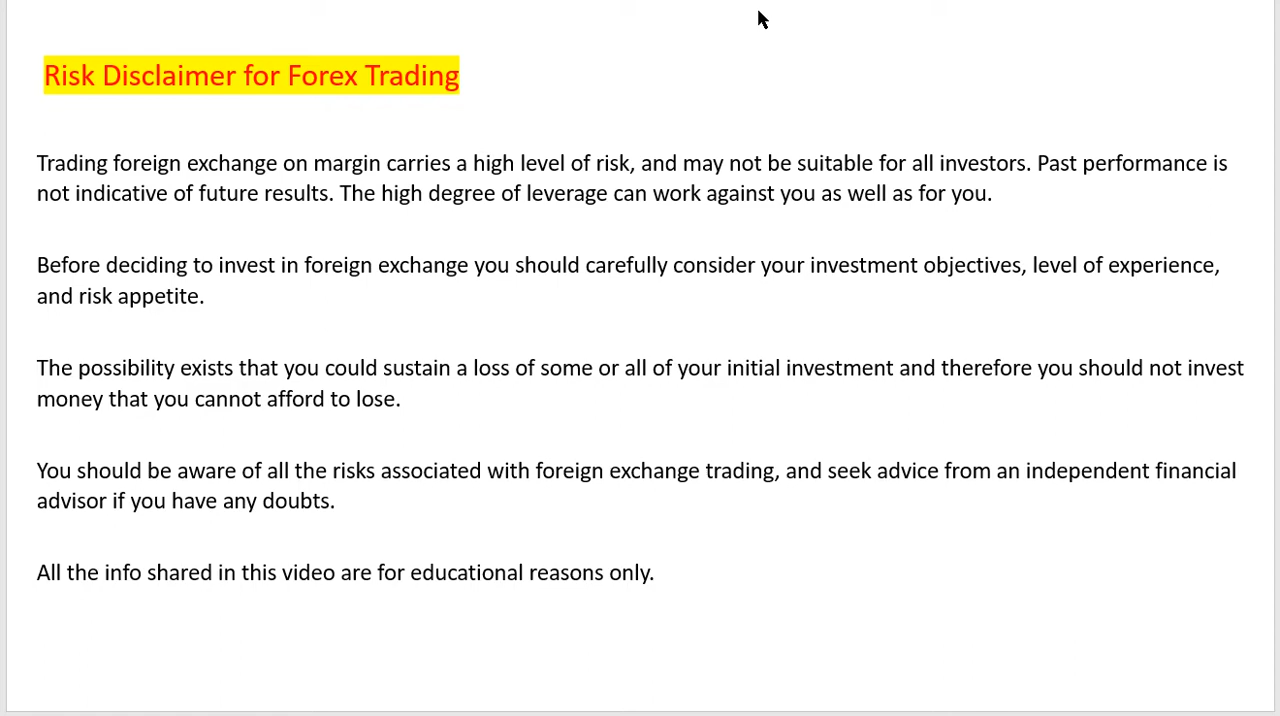 Risk Disclaimer for Forex Trading
Trading foreign exchange on margin carries a high level of risk, and may not be suitable for all investors. Past performance is
not indicative of future results. The high degree of leverage can work against you as well as for you.
Before deciding to invest in foreign exchange you should carefully consider your investment objectives, level of experience,
and risk appetite.
The possibility exists that you could sustain a loss of some or all of your initial investment and therefore you should not invest
money that you cannot afford to lose.
You should be aware of all the risks associated with foreign exchange trading, and seek advice from an independent financial
advisor if you have any doubts.
All the info shared in this video are for educational reasons only.